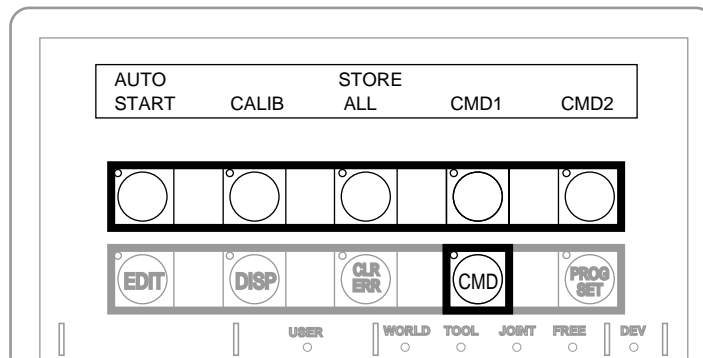 AUTO STORE
START CALIB ALL CMD1 CMD2
EDIT DISP CLR ERR CMD PROG SET
USER WORLD TOOL JOINT FREE DEV